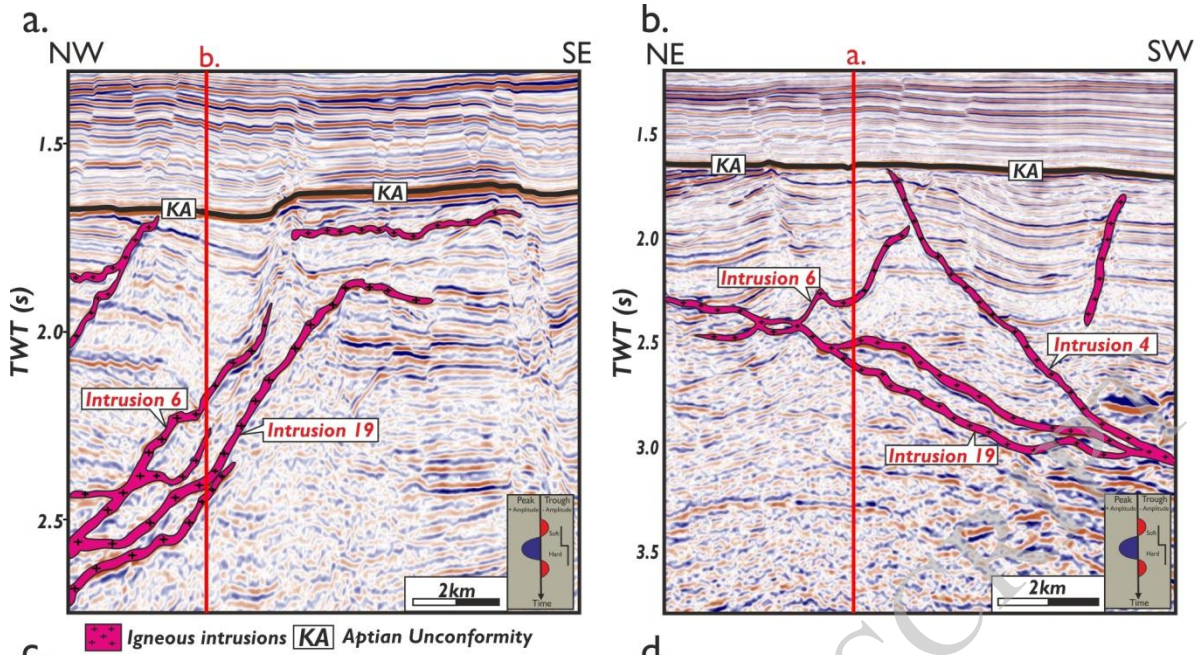 a.
NW
b.
SE
1.5
KA
KA
2.0
TWT (s)
Intrusion 6
Intrusion 19
2.5
Peak
Trough
+ Amplitude
- Amplitude
Soft
Hard
Time
2km
Igneous intrusions
KA
Aptian Unconformity
b.
NE
a.
SW
1.5
KA
KA
2.0
Intrusion 6
TWT (s)
2.5
Intrusion 4
3.0
Intrusion 19
3.5
Peak
Trough
+ Amplitude
- Amplitude
Soft
Hard
Time
2km